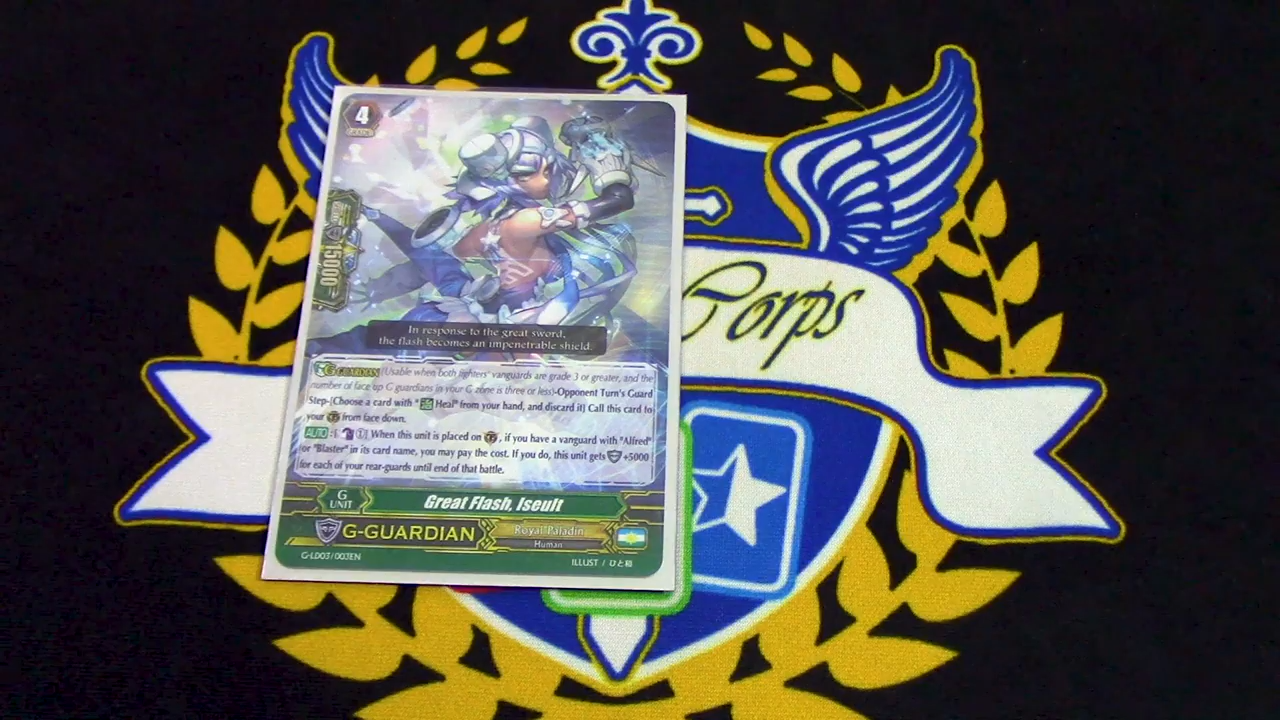 4
GRADE
15000
Corps
In response to the great sword,
the flash becomes an impenetrable shield.
G GUARDIAN (Usable when both fighters' vanguards are grade 3 or greater, and the
number of face up G guardians in your G zone is three or less)-Opponent Turn's Guard
Step-[Choose a card with " Heal" from your hand, and discard it] Call this card to
your from face down.
AUTO :[ 1] When this unit is placed on , if you have a vanguard with "Alfred"
or "Blaster" in its card name, you may pay the cost. If you do, this unit gets +5000
for each of your rear-guards until end of that battle.
G
UNIT
Great Flash, Iseult
G-GUARDIAN
Royal Paladin
Human
G-LD03/003EN
ILLUST / ひと和